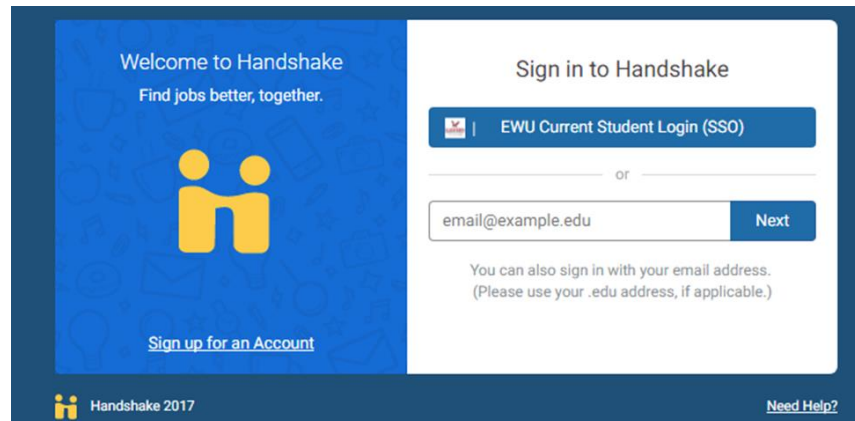 Welcome to Handshake
Find jobs better, together.
Sign up for an Account
Sign in to Handshake
| EWU Current Student Login (SSO)
or
email@example.edu Next
You can also sign in with your email address.
(Please use your .edu address, if applicable.)
Handshake 2017
Need Help?